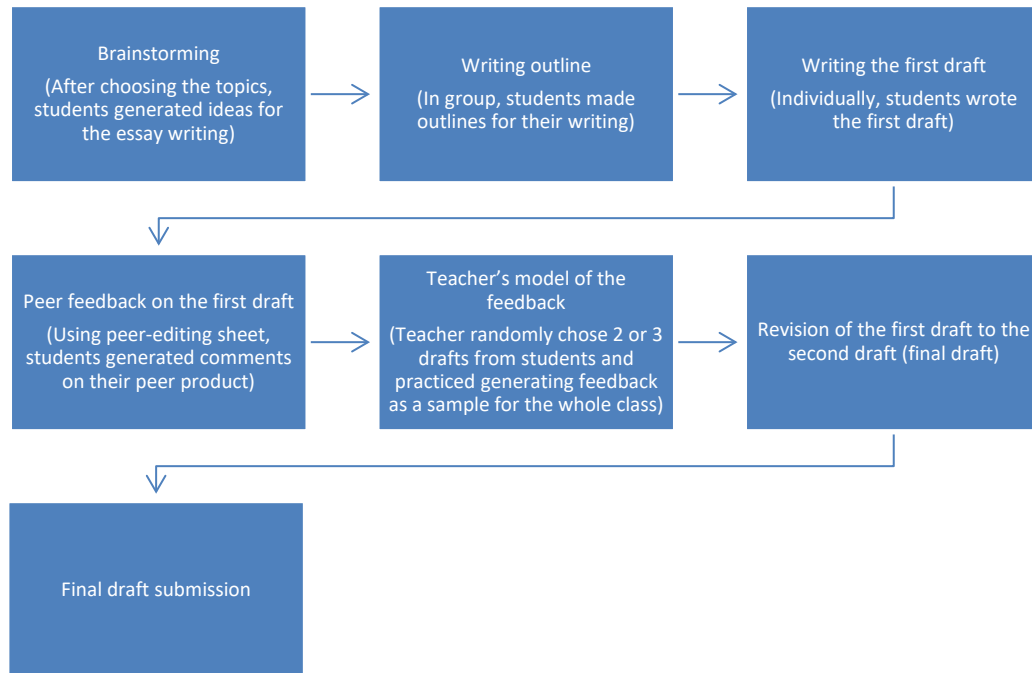 Brainstorming
(After choosing the topics,
students generated ideas for
the essay writing)
Writing outline
(In group, students made
outlines for their writing)
Writing the first draft
(Individually, students wrote
the first draft)
Peer feedback on the first draft
(Using peer-editing sheet,
students generated comments
on their peer product)
Teacher’s model of the
feedback
(Teacher randomly chose 2 or 3
drafts from students and
practiced generating feedback
as a sample for the whole class)
Revision of the first draft to the
second draft (final draft)
Final draft submission